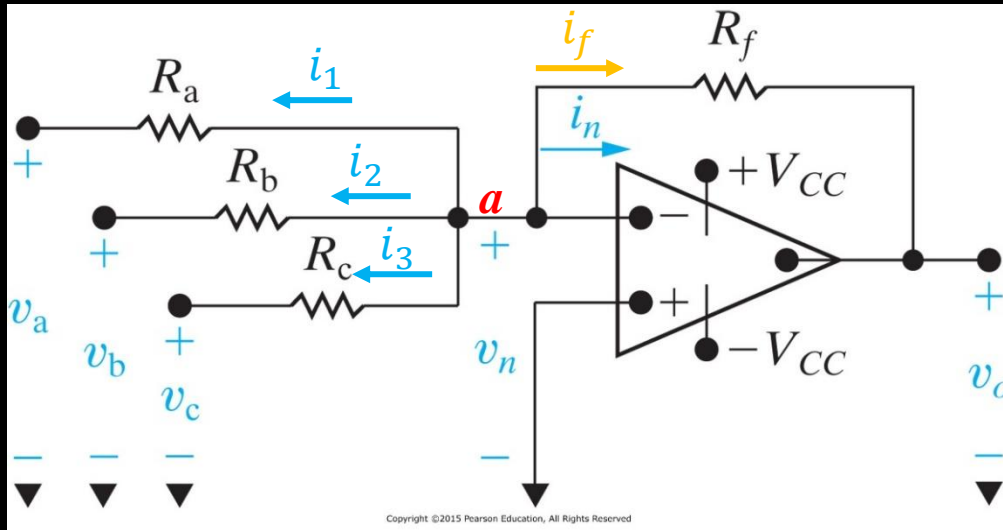 i_f
R_f
i_1
R_a
i_n
+ V_CC
i_2
R_b
a
−
+
+
i_3
R_c
+
+
+
v_a
+
v_n
− V_CC
+
v_b
v_o
v_c
−
−
−
−
−
Copyright ©2015 Pearson Education, All Rights Reserved